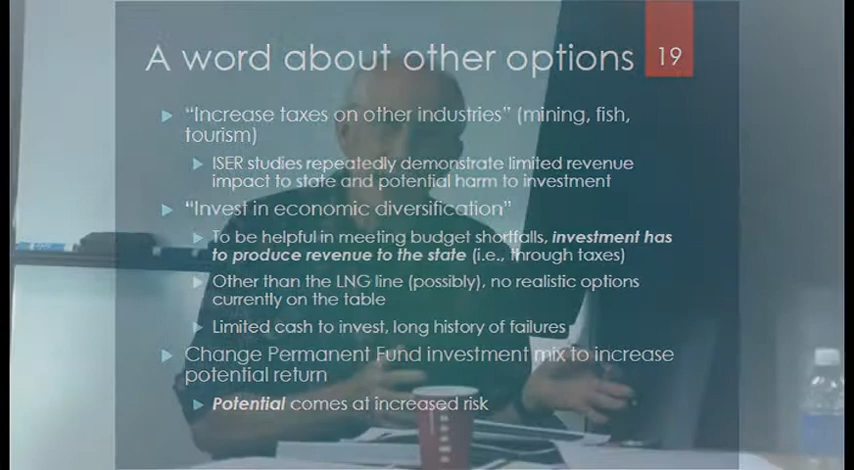 A word about other options
19
“Increase taxes on other industries” (mining, fish,
tourism)
ISER studies repeatedly demonstrate limited revenue
impact to state and potential harm to investment
“Invest in economic diversification”
To be helpful in meeting budget shortfalls, investment has
to produce revenue to the state (i.e., through taxes)
Other than the LNG line (possibly), no realistic options
currently on the table
Limited cash to invest, long history of failures
Change Permanent Fund investment mix to increase
potential return
Potential comes at increased risk